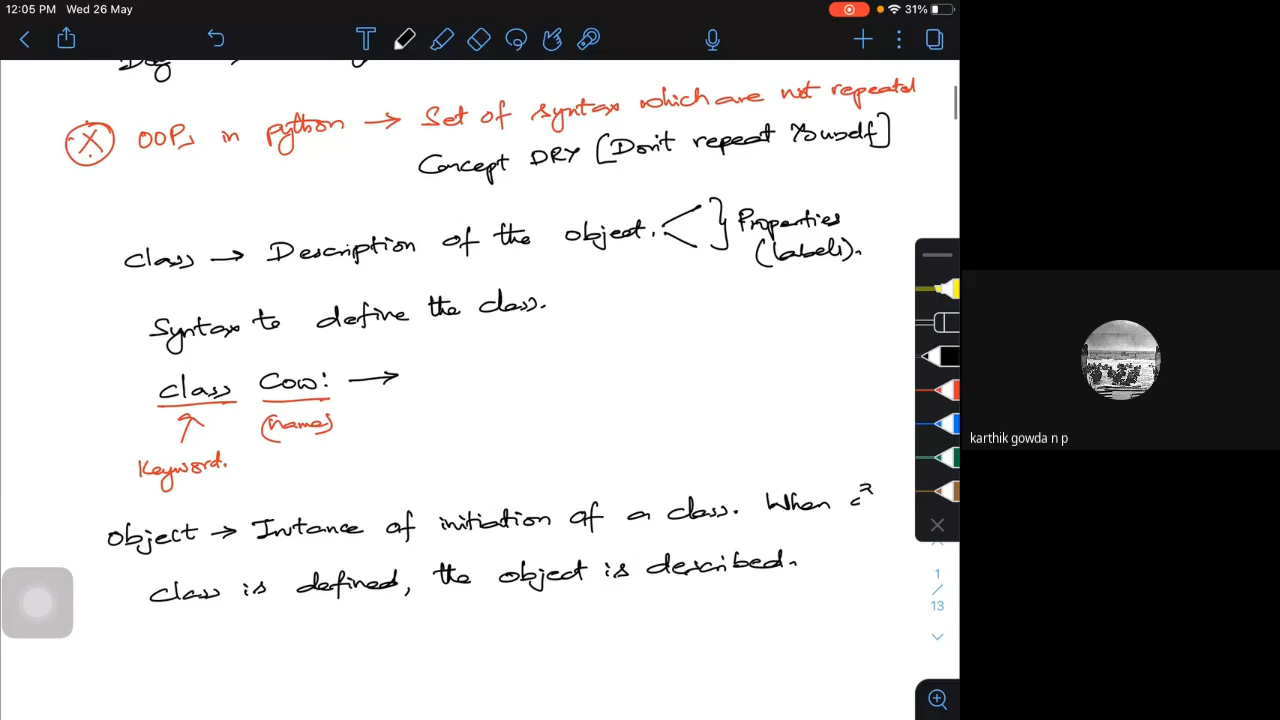 12:05 PM Wed 26 May
31%
OOPs in python → Set of syntax which are not repeated
Concept DRY [Don't repeat Yourself]
class → Description of the object. } Properties
(labels).
Syntax to define the class.
class Cow: →
(name)
Keyword.
Object → Instance of initiation of a class. When a
class is defined, the object is described.
1
/
13
karthik gowda n p